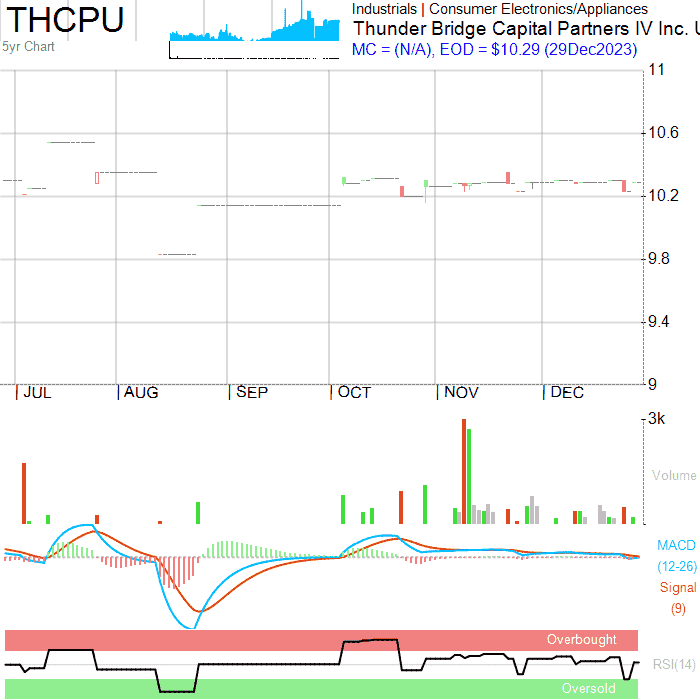 THCPU
5yr Chart
Industrials | Consumer Electronics/Appliances
Thunder Bridge Capital Partners IV Inc. U
MC = (N/A), EOD = $10.29 (29Dec2023)
11
10.6
10.2
9.8
9.4
9
JUL AUG SEP OCT NOV DEC
3k
Volume
MACD
(12-26)
Signal
(9)
Overbought
RSI(14)
Oversold